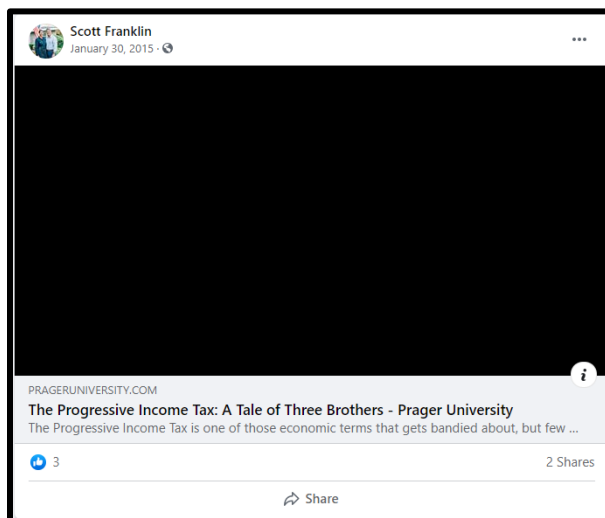 Scott Franklin
January 30, 2015 ·
PRAGERUNIVERSITY.COM
The Progressive Income Tax: A Tale of Three Brothers - Prager University
The Progressive Income Tax is one of those economic terms that gets bandied about, but few ...
3
2 Shares
Share